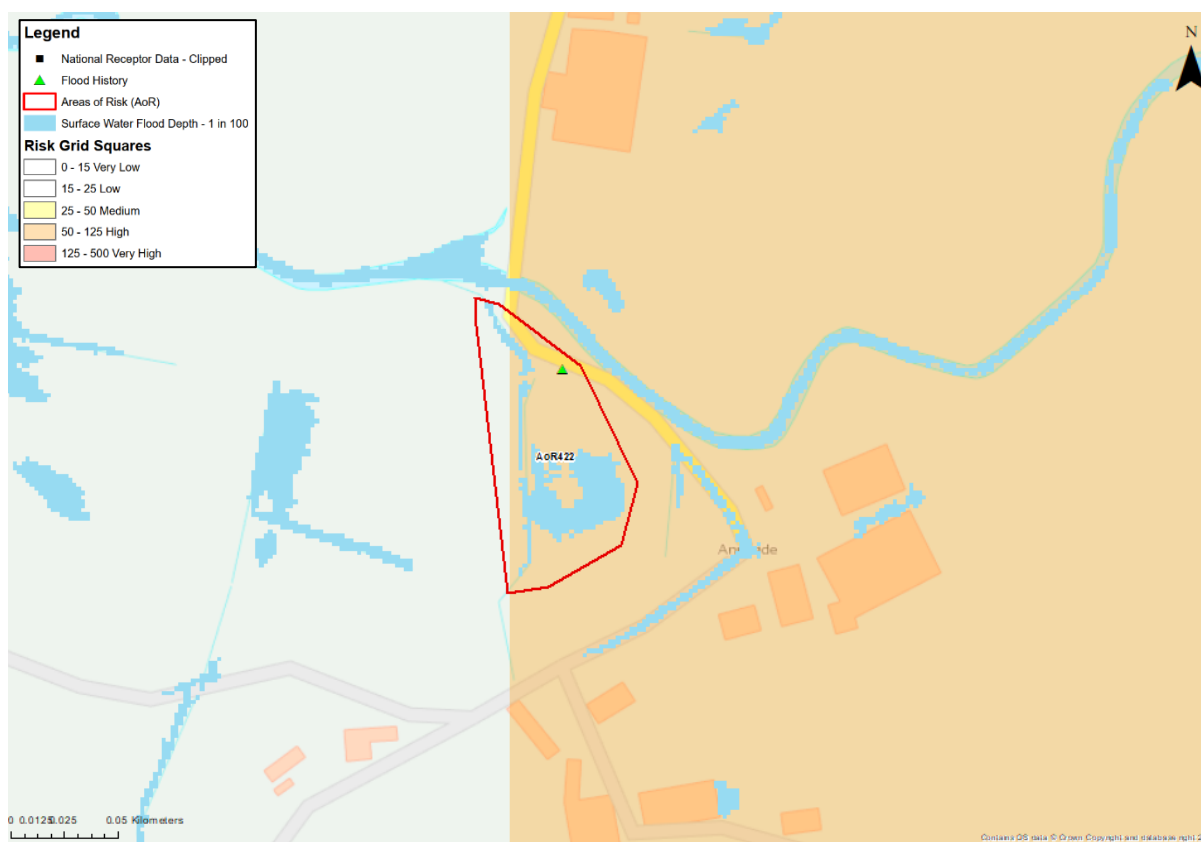 Legend
National Receptor Data - Clipped
Flood History
Areas of Risk (AoR)
Surface Water Flood Depth - 1 in 100
Risk Grid Squares
0 - 15 Very Low
15 - 25 Low
25 - 50 Medium
50 - 125 High
125 - 500 Very High
N
AoR422
0 0.0125 0.025 0.05 Kilometers
Contains OS data © Crown Copyright and database right 2